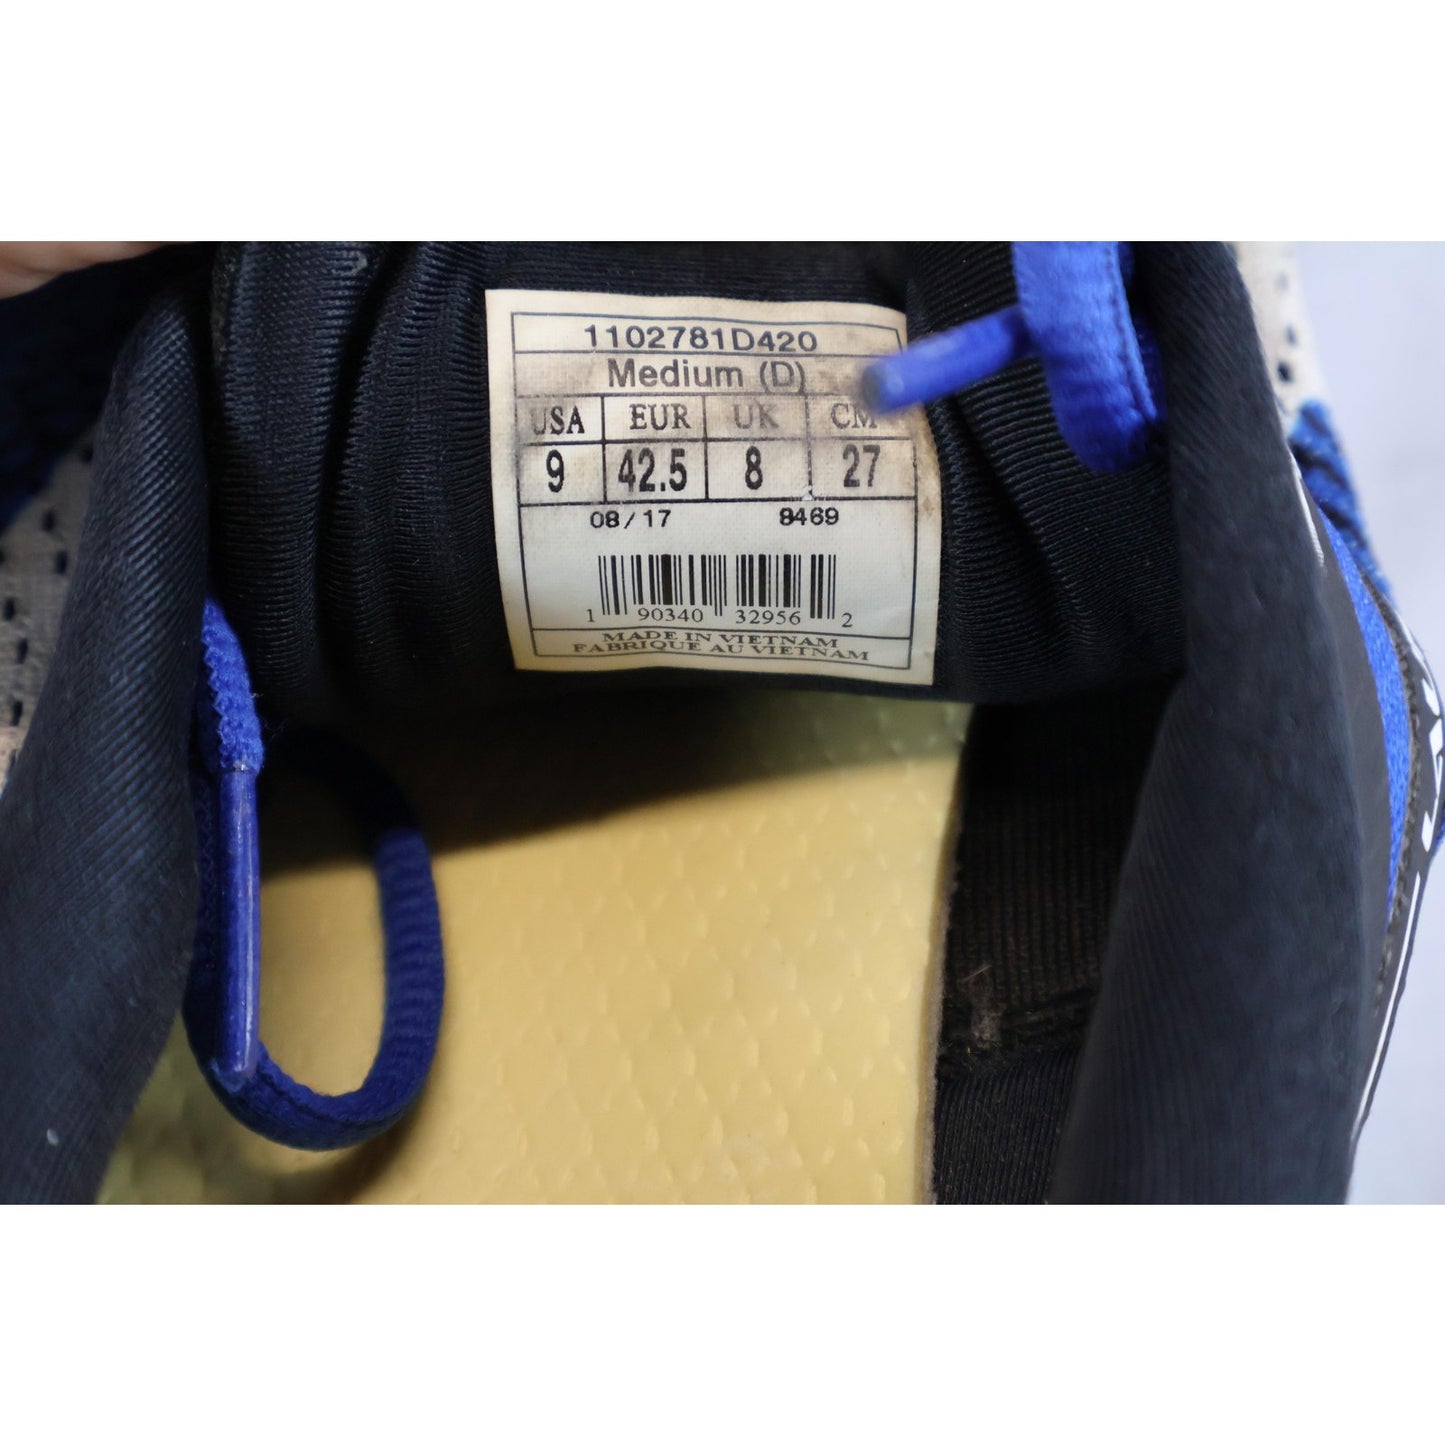 1102781D420
Medium (D)
USA EUR UK CM
9 42.5 8 27
08/17 8469
1 90340 32956 2
MADE IN VIETNAM
FABRIQUE AU VIETNAM